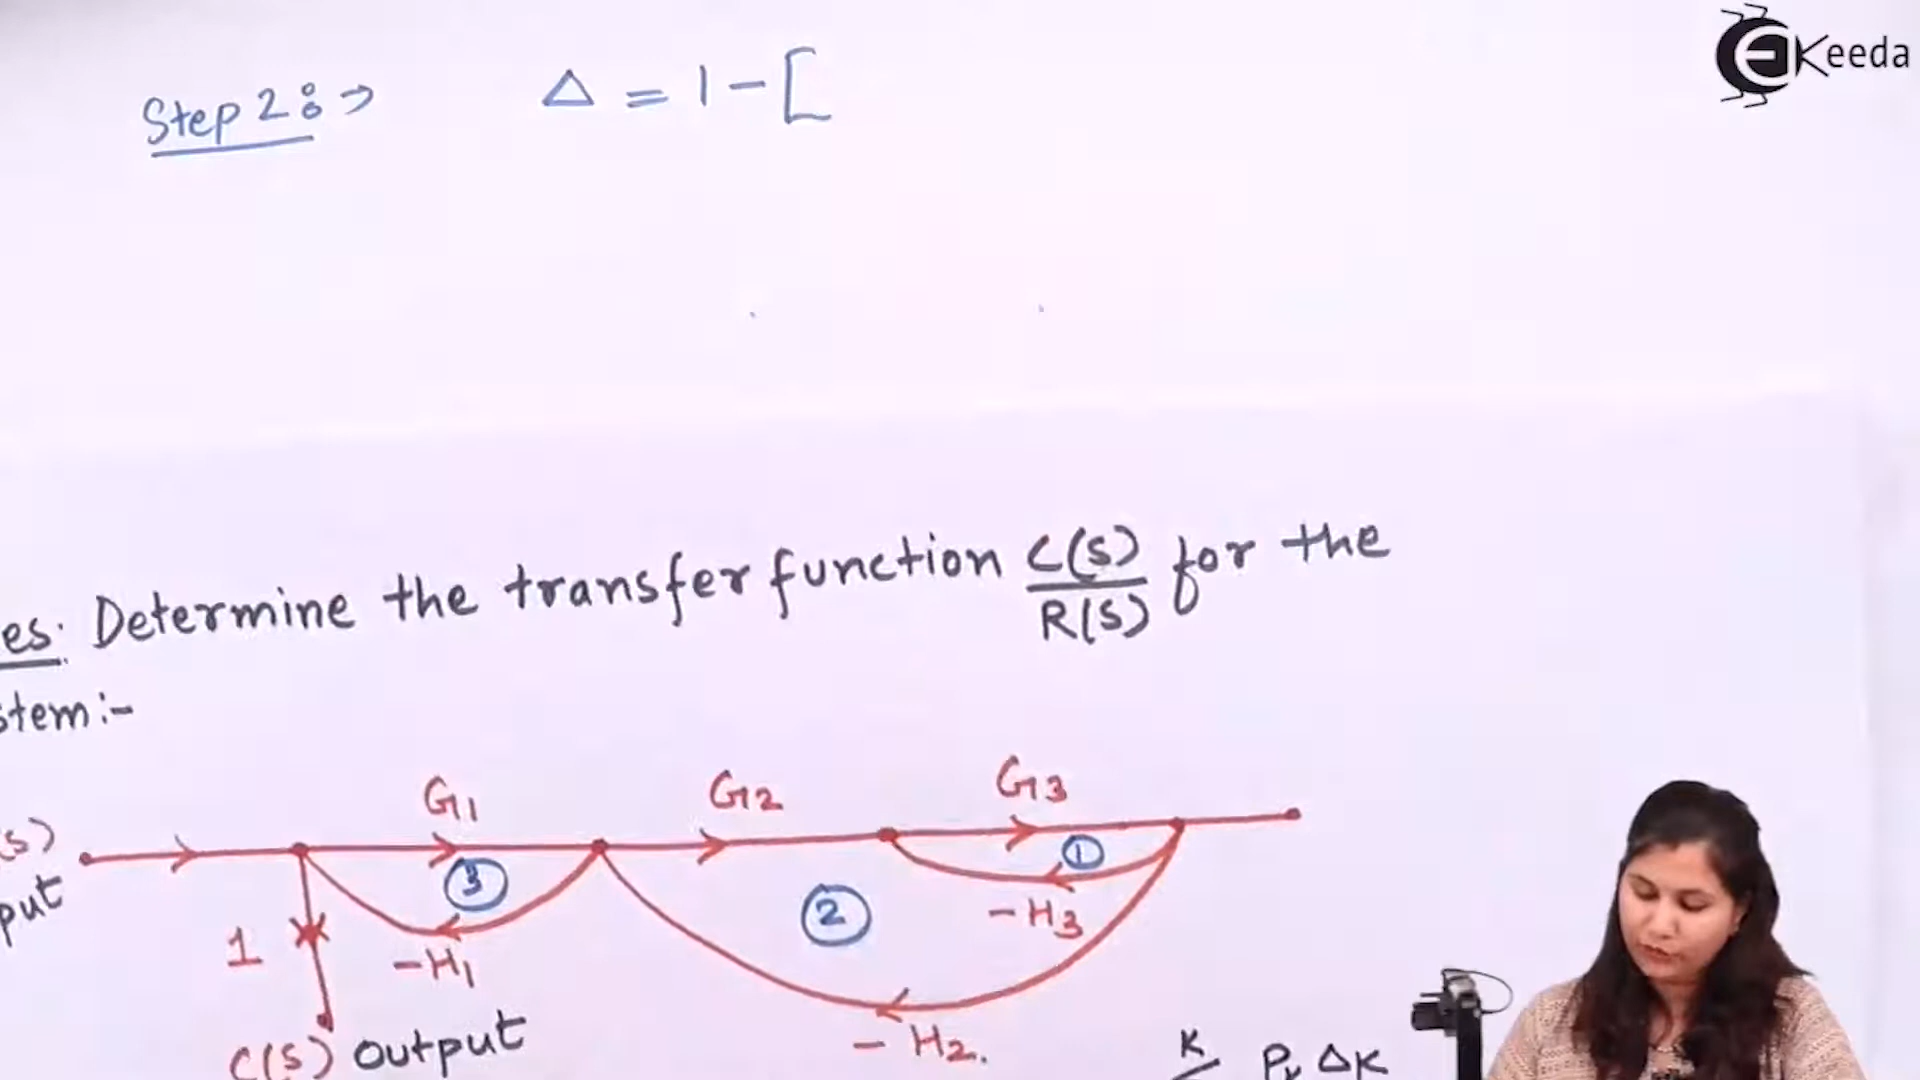 EKeeda
Step 2 :→ Δ = 1 - [
es: Determine the transfer function C(s)/R(s) for the
stem:-
G1 G2 G3
(s)
put
3 1
2
1 -H1 -H3
C(s) output - H2.
K PK ΔK